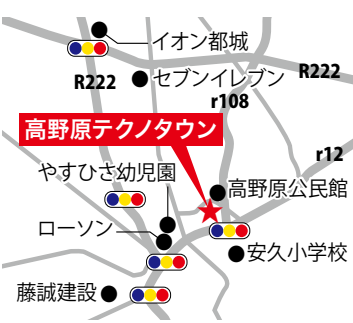 イオン都城
R222
セブンイレブン
R222
r108
高野原テクノタウン
r12
やすひさ幼児園
高野原公民館
ローソン
安久小学校
藤誠建設